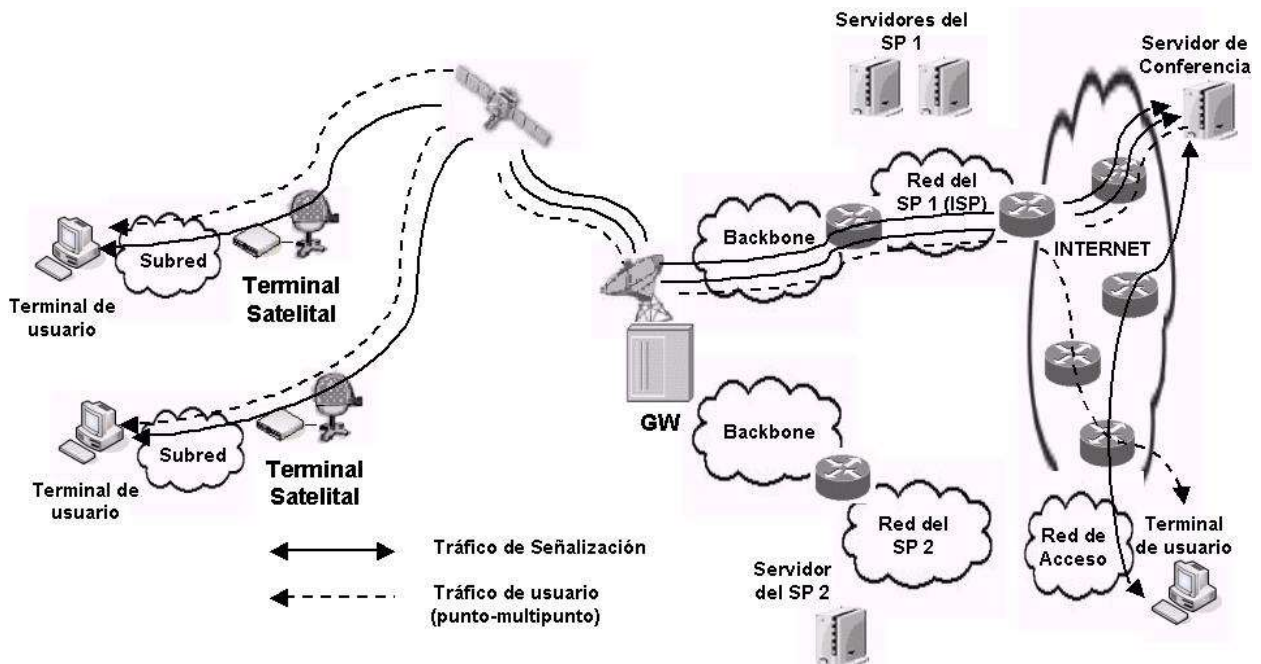 Servidores del
SP 1
Servidor de
Conferencia
Red del
SP 1 (ISP)
Backbone
INTERNET
Subred
Terminal
Satelital
Terminal de
usuario
GW
Backbone
Subred
Terminal
Satelital
Terminal de
usuario
Red del
SP 2
Red de
Acceso
Terminal
de usuario
Servidor
del SP 2
Tráfico de Señalización
Tráfico de usuario
(punto-multipunto)